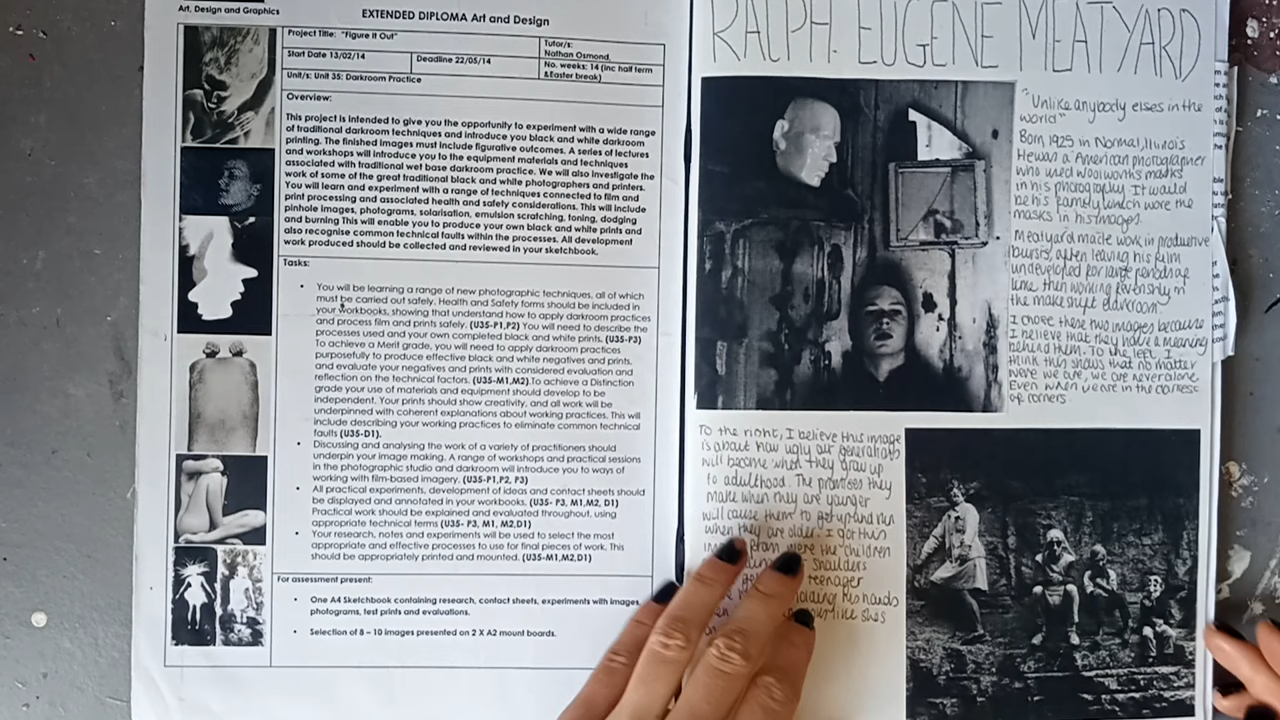 Art, Design and Graphics
EXTENDED DIPLOMA Art and Design
Project Title: "Figure It Out"
Tutor/s:
Nathan Osmond,
Start Date 13/02/14
Deadline 22/05/14
No. weeks: 14 (inc half term
&Easter break)
Unit/s: Unit 35: Darkroom Practice
Overview:
This project is intended to give you the opportunity to experiment with a wide range
of traditional darkroom techniques and introduce you black and white darkroom
printing. The finished images must include figurative outcomes. A series of lectures
and workshops will introduce you to the equipment materials and techniques
associated with traditional wet base darkroom practice. We will also investigate the
work of some of the great traditional black and white photographers and printers.
You will learn and experiment with a range of techniques connected to film and
print processing and associated health and safety considerations. This will include
pinhole images, photograms, solarisation, emulsion scratching, toning, dodging
and burning This will enable you to produce your own black and white prints and
also recognise common technical faults within the processes. All development
work produced should be collected and reviewed in your sketchbook.
Tasks:
• You will be learning a range of new photographic techniques, all of which
must be carried out safely. Health and Safety forms should be included in
your workbooks, showing that understand how to apply darkroom practices
and process film and prints safely. (U35-P1,P2) You will need to describe the
processes used and your own completed black and white prints. (U35-P3)
To achieve a Merit grade, you will need to apply darkroom practices
purposefully to produce effective black and white negatives and prints,
and evaluate your negatives and prints with considered evaluation and
reflection on the technical factors. (U35-M1,M2).To achieve a Distinction
grade your use of materials and equipment should develop to be
independent. Your prints should show creativity, and all work will be
underpinned with coherent explanations about working practices. This will
include describing your working practices to eliminate common technical
faults (U35-D1).
• Discussing and analysing the work of a variety of practitioners should
underpin your image making. A range of workshops and practical sessions
in the photographic studio and darkroom will introduce you to ways of
working with film-based imagery. (U35-P1,P2, P3)
• All practical experiments, development of ideas and contact sheets should
be displayed and annotated in your workbooks. (U35- P3, M1,M2, D1)
Practical work should be explained and evaluated throughout, using
appropriate technical terms (U35- P3, M1, M2,D1)
• Your research, notes and experiments will be used to select the most
appropriate and effective processes to use for final pieces of work. This
should be appropriately printed and mounted. (U35-M1,M2,D1)
For assessment present:
• One A4 Sketchbook containing research, contact sheets, experiments with images,
photograms, test prints and evaluations.
• Selection of 8 – 10 images presented on 2 X A2 mount boards.
RALPH. EUGENE MEATYARD
"Unlike anybody elses in the
world"
Born 1925 in Normal, Illinois
He was a American photographer
who used Woolworths masks
in his phography. It would
be his family which wore the
masks in his images.
Meatyard made work in productive
bursts, often leaving his film
undeveloped for large periods of
time then working feverishly in
the make shift darkroom.
I chose these two images because
I believe that they have a meaning
behind them. To the left, I
think this shows that no matter
were we are, we are never alone
Even when we are in the darkest
of corners.
To the right, I believe this image
is about how ugly our generations
will become when they grow up
to adulthood. The promises they
make when they are younger
will cause them to get up and run
when they are older. I got this
were the children
shoulders
teenager
holding his hands
shes